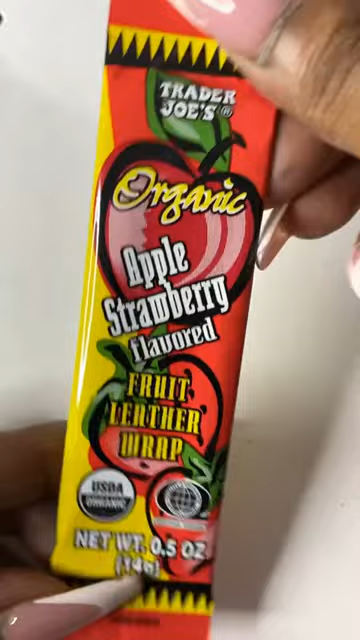 TRADER
JOE'S®
Organic
Apple
Strawberry
flavored
FRUIT
LEATHER
WRAP
USDA
ORGANIC
NET WT. 0.5 OZ
(14g)